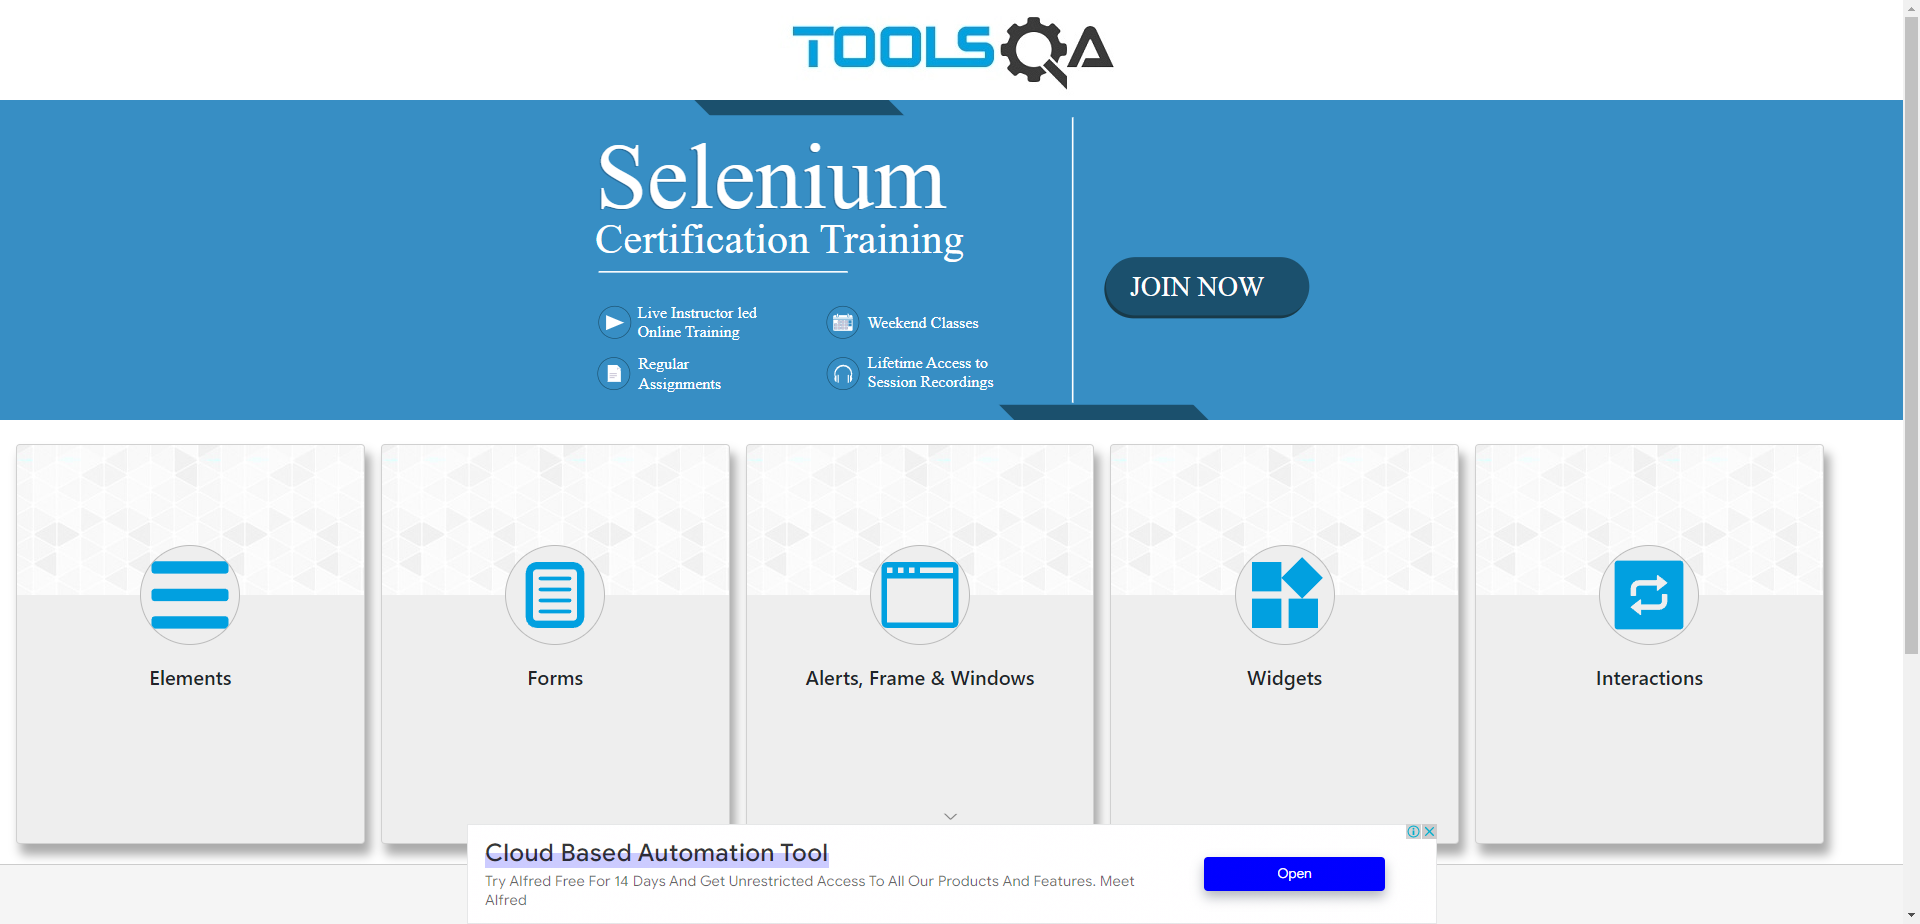 TOOLSQA
Selenium
Certification Training
JOIN NOW
Live Instructor led
Online Training
Weekend Classes
Regular
Assignments
Lifetime Access to
Session Recordings
Elements
Forms
Alerts, Frame & Windows
Widgets
Interactions
Cloud Based Automation Tool
Try Alfred Free For 14 Days And Get Unrestricted Access To All Our Products And Features. Meet
Alfred
Open